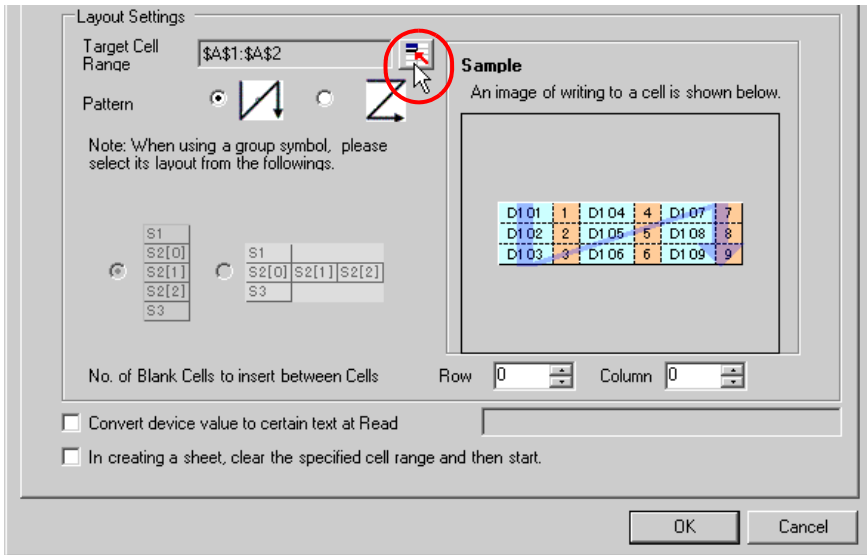 Layout Settings
Target Cell
Range
$A$1:$A$2
Pattern
Note: When using a group symbol, please
select its layout from the followings.
S1
S2[0]
S2[1]
S2[2]
S3
S1
S2[0] S2[1] S2[2]
S3
Sample
An image of writing to a cell is shown below.
D101 1 D104 4 D107 7
D102 2 D105 5 D108 8
D103 3 D106 6 D109 9
No. of Blank Cells to insert between Cells Row 0 Column 0
Convert device value to certain text at Read
In creating a sheet, clear the specified cell range and then start.
OK Cancel